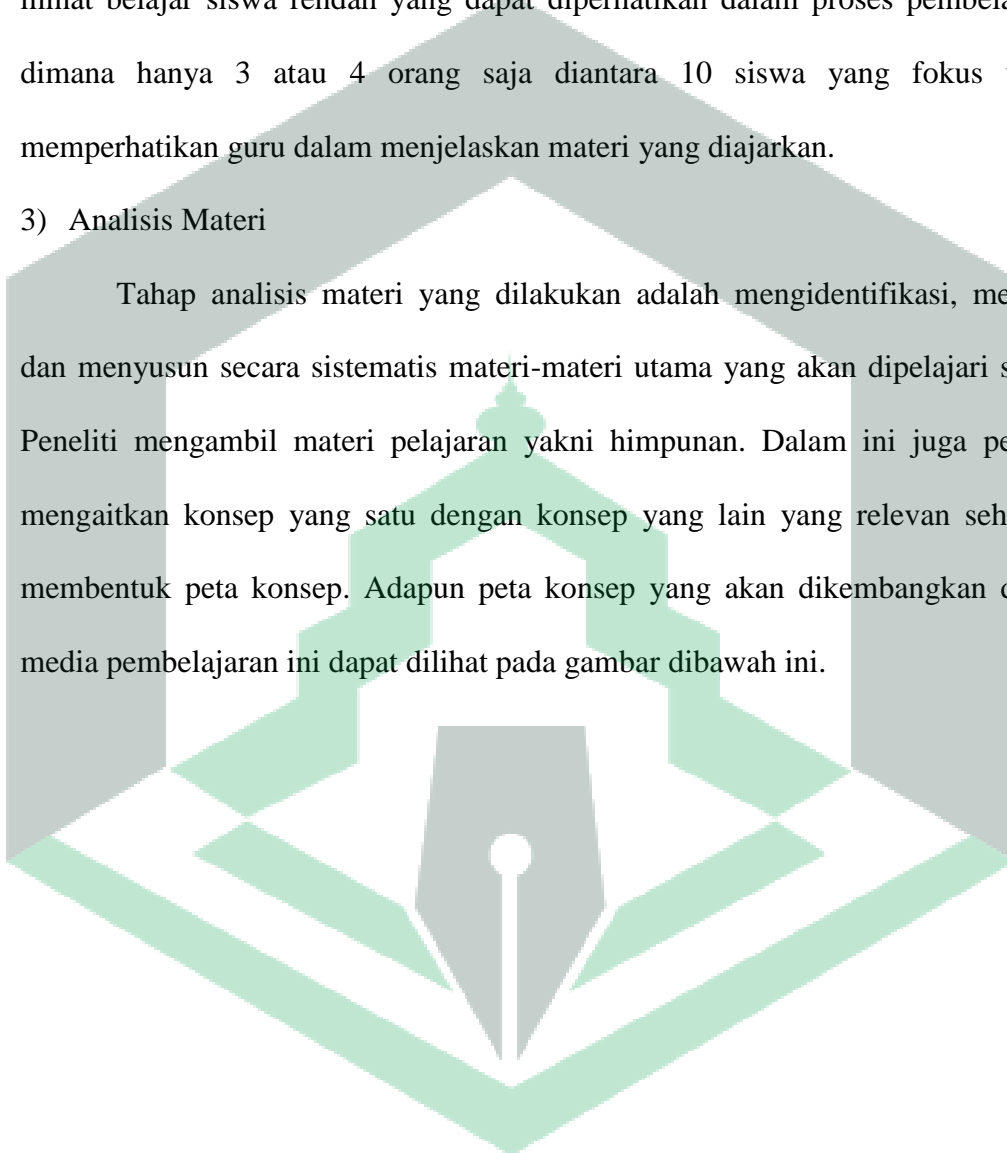 minat belajar siswa rendah yang dapat diperhatikan dalam proses
dimana hanya 3 atau 4 orang saja diantara 10 siswa yang fokus
memperhatikan guru dalam menjelaskan materi yang diajarkan.
3) Analisis Materi
Tahap analisis materi yang dilakukan adalah mengidentifikasi,
dan menyusun secara sistematis materi-materi utama yang akan dipelajari
Peneliti mengambil materi pelajaran yakni himpunan. Dalam ini juga
mengaitkan konsep yang satu dengan konsep yang lain yang relevan
membentuk peta konsep. Adapun peta konsep yang akan dikembangkan
media pembelajaran ini dapat dilihat pada gambar dibawah ini.